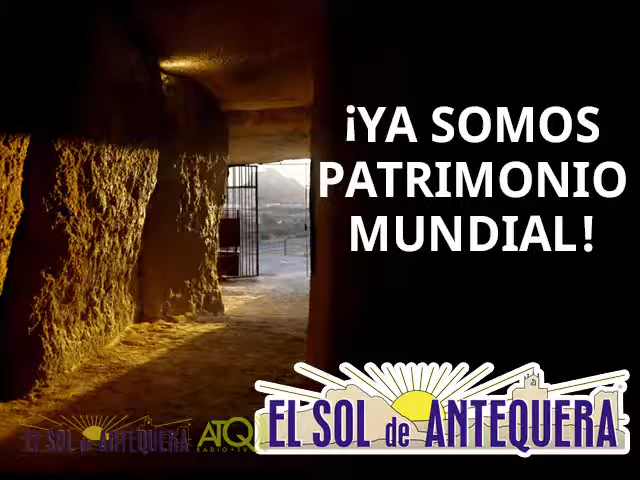 ¡YA SOMOS
PATRIMONIO
MUNDIAL!
EL SOL de ANTEQUERA
EL SOL de ANTEQUERA
ATQ
RADIO·TV